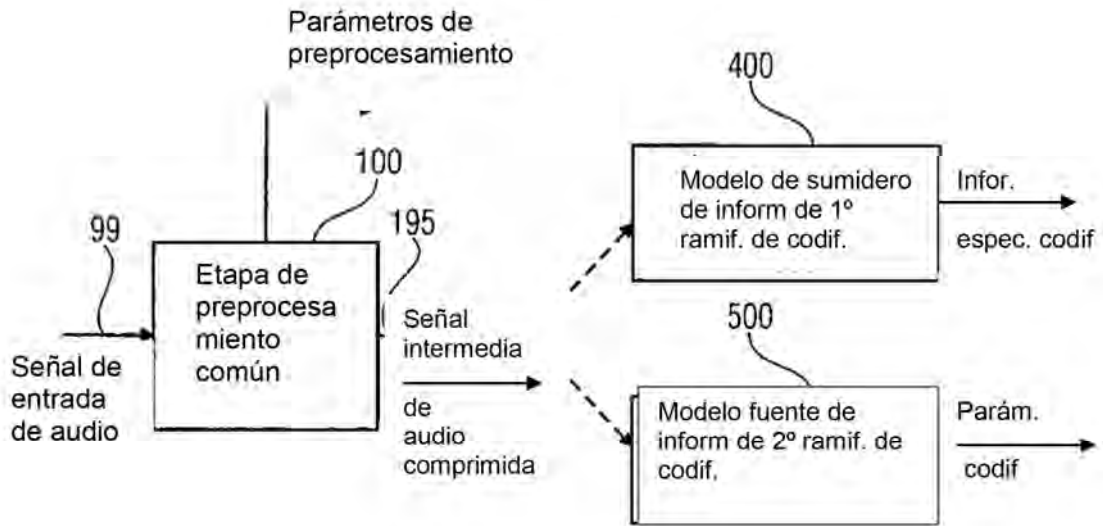 Parámetros de
preprocesamiento
400
100
Modelo de sumidero
de inform de 1º
ramif. de codif.
Infor.
espec. codif
99
195
Etapa de
preprocesa
miento
común
Señal
intermedia
de
audio
comprimida
Señal de
entrada
de audio
500
Modelo fuente de
inform de 2º ramif. de
codif.
Parám.
codif